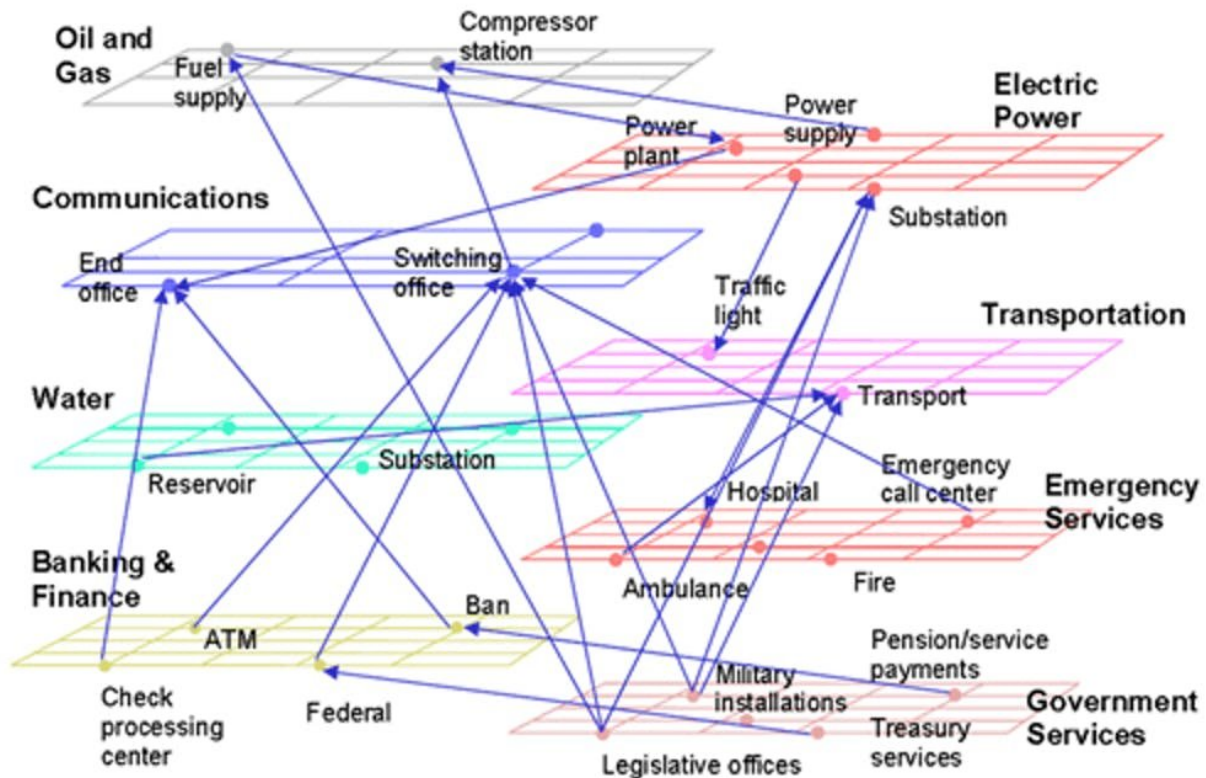 Oil and
Gas
Fuel
supply
Compressor
station
Electric
Power
Power
supply
Power
plant
Substation
Communications
End
office
Switching
office
Traffic
light
Transportation
Transport
Water
Substation
Reservoir
Hospital
Emergency
call center
Emergency
Services
Ambulance
Fire
Banking &
Finance
Ban
ATM
Check
processing
center
Federal
Pension/service
payments
Military
installations
Government
Services
Treasury
services
Legislative offices